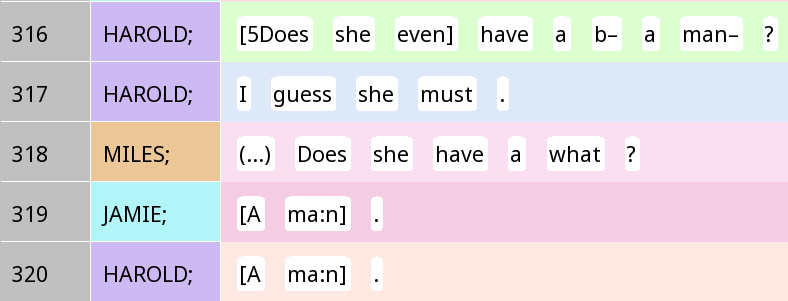 316 HAROLD; [5Does she even] have a b– a man– ?
317 HAROLD; I guess she must .
318 MILES; (...) Does she have a what ?
319 JAMIE; [A ma:n] .
320 HAROLD; [A ma:n] .